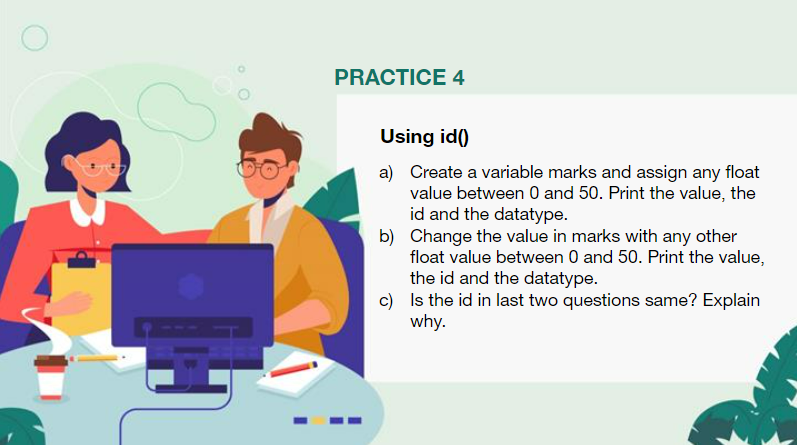 PRACTICE 4
Using id()
a) Create a variable marks and assign any float
value between 0 and 50. Print the value, the
id and the datatype.
b) Change the value in marks with any other
float value between 0 and 50. Print the value,
the id and the datatype.
c) Is the id in last two questions same? Explain
why.